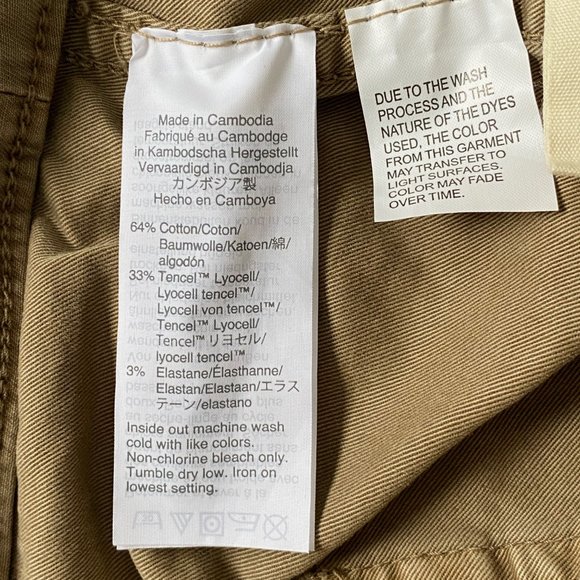 Made in Cambodia
Fabriqué au Cambodge
in Kambodscha Hergestellt
Vervaardigd in Cambodja
カンボジア製
Hecho en Camboya
64% Cotton/Coton/
Baumwolle/Katoen/綿/
algodón
33% Tencel™ Lyocell/
Lyocell tencel™/
Lyocell von tencel™/
Tencel™ Lyocell/
Tencel™ リヨセル/
lyocell tencel™
3% Elastane/Élasthanne/
Elastan/Elastaan/エラス
テーン/elastano
Inside out machine wash
cold with like colors.
Non-chlorine bleach only.
Tumble dry low. Iron on
lowest setting.
DUE TO THE WASH
PROCESS AND THE
NATURE OF THE DYES
USED, THE COLOR
FROM THIS GARMENT
MAY TRANSFER TO
LIGHT SURFACES.
COLOR MAY FADE
OVER TIME.